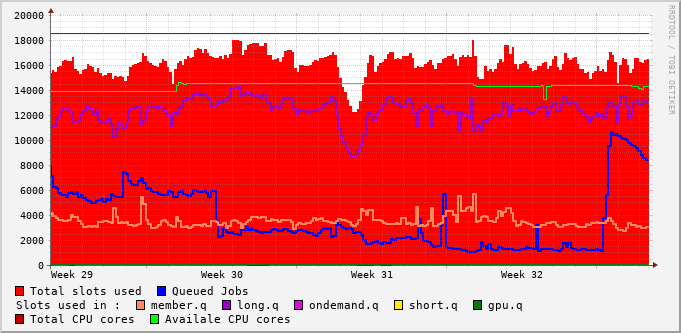 20000
18000
16000
14000
12000
10000
8000
6000
4000
2000
0
Week 29 Week 30 Week 31 Week 32
Total slots used Queued Jobs
Slots used in : member.q long.q ondemand.q short.q gpu.q
Total CPU cores Availale CPU cores
RRDTOOL / TOBI OETIKER